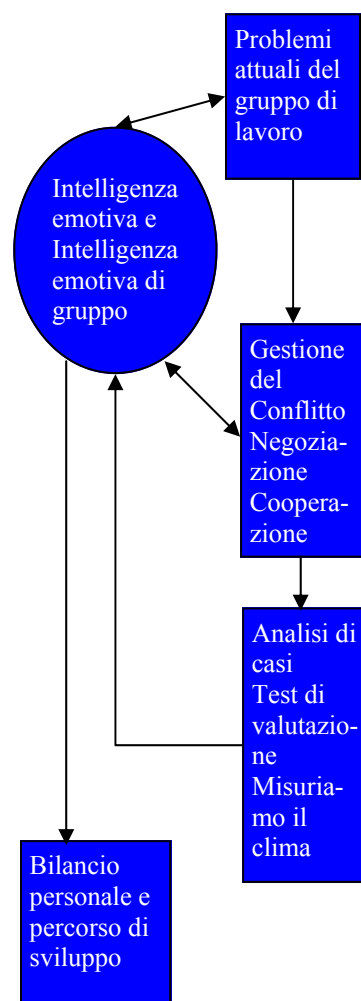 Problemi
attuali del
gruppo di
lavoro
Intelligenza
emotiva e
Intelligenza
emotiva di
gruppo
Gestione
del
Conflitto
Negozia-
zione
Coopera-
zione
Analisi di
casi
Test di
valutazio-
ne
Misuria-
mo il
clima
Bilancio
personale e
percorso di
sviluppo